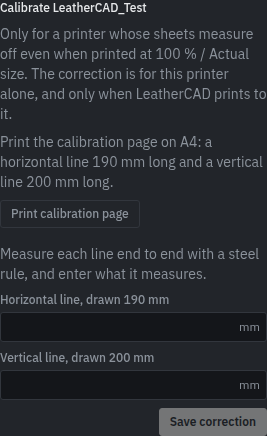 Calibrate LeatherCAD_Test
Only for a printer whose sheets measure
off even when printed at 100 % / Actual
size. The correction is for this printer
alone, and only when LeatherCAD prints to
it.
Print the calibration page on A4: a
horizontal line 190 mm long and a vertical
line 200 mm long.
Print calibration page
Measure each line end to end with a steel
rule, and enter what it measures.
Horizontal line, drawn 190 mm
mm
Vertical line, drawn 200 mm
mm
Save correction